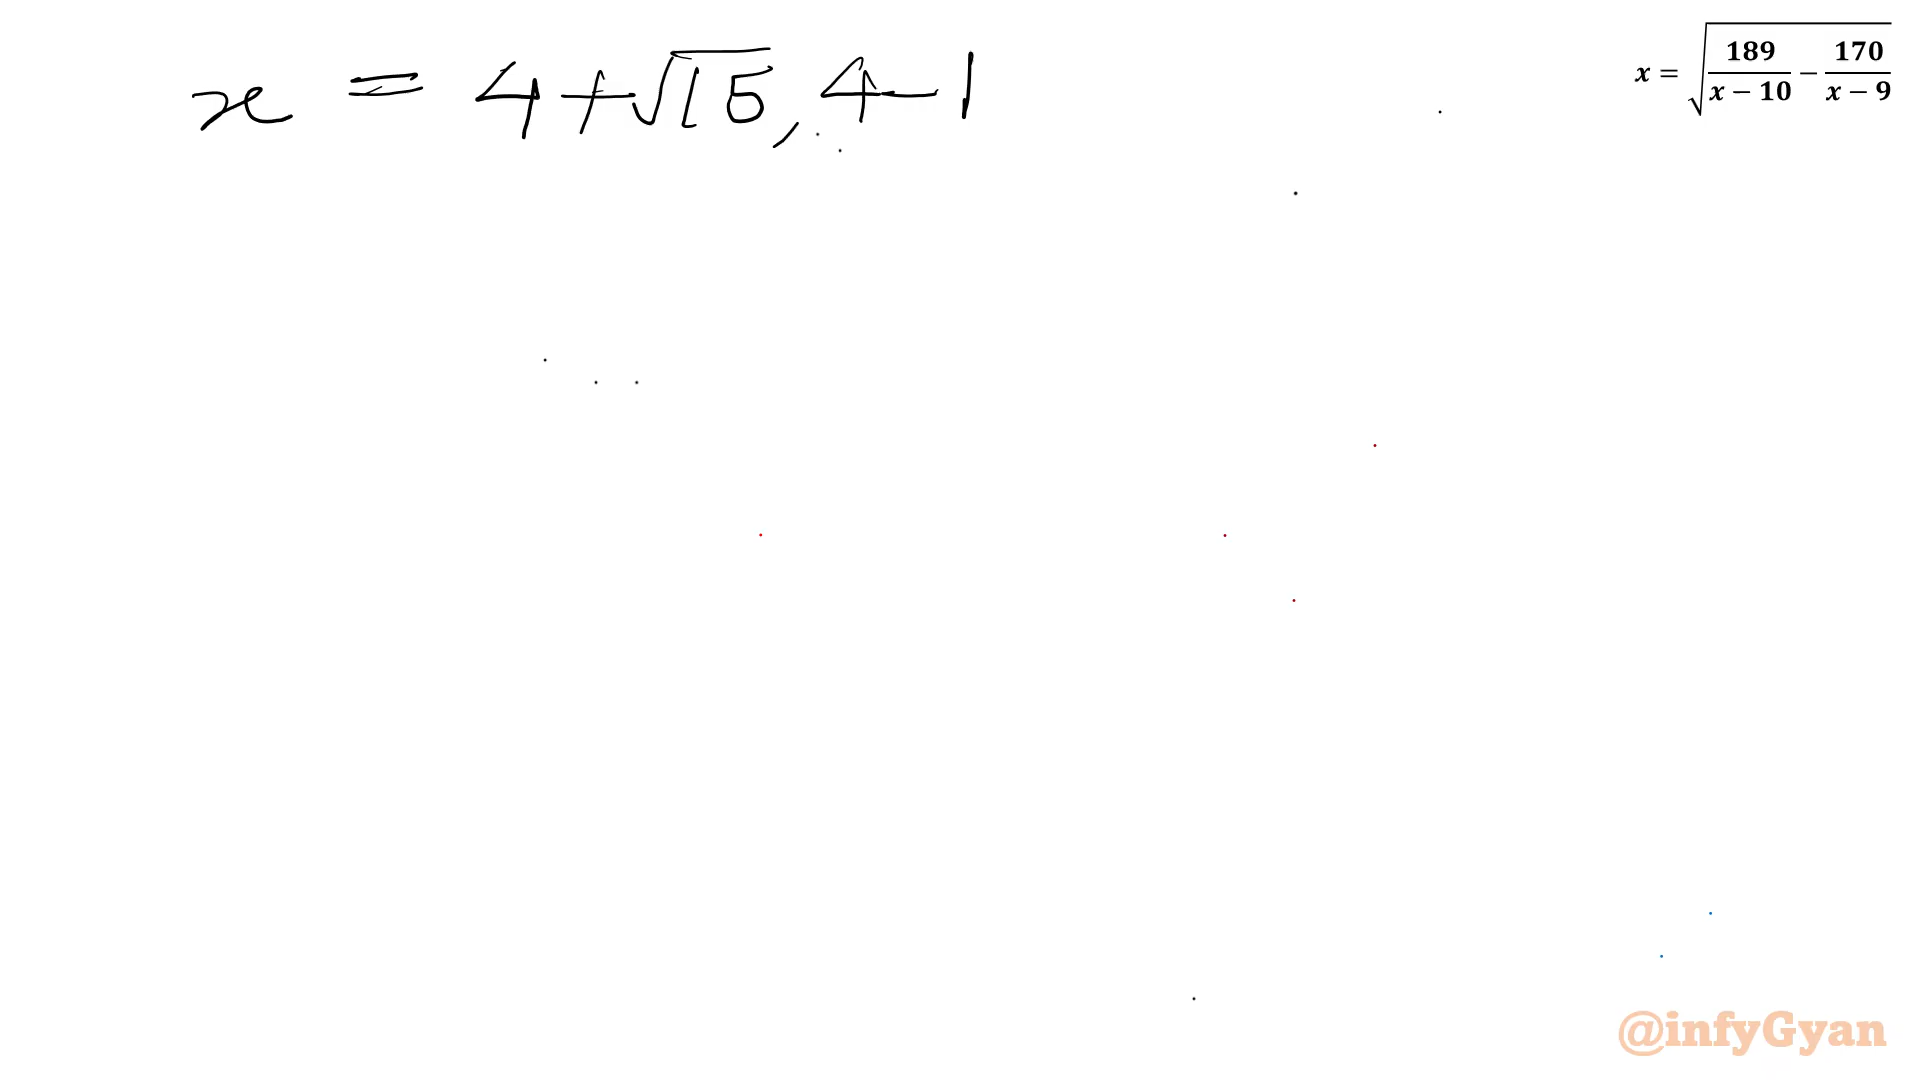 x = 4+√15, 4-1
x = √(189/(x − 10) − 170/(x − 9))
@infyGyan